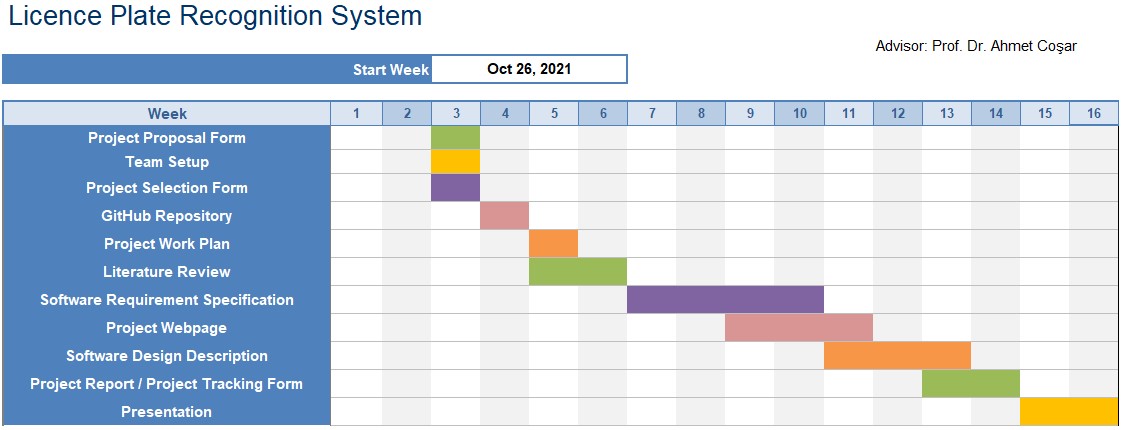 Licence Plate Recognition System
Advisor: Prof. Dr. Ahmet Coşar
Start Week Oct 26, 2021
Week 1 2 3 4 5 6 7 8 9 10 11 12 13 14 15 16
Project Proposal Form
Team Setup
Project Selection Form
GitHub Repository
Project Work Plan
Literature Review
Software Requirement Specification
Project Webpage
Software Design Description
Project Report / Project Tracking Form
Presentation